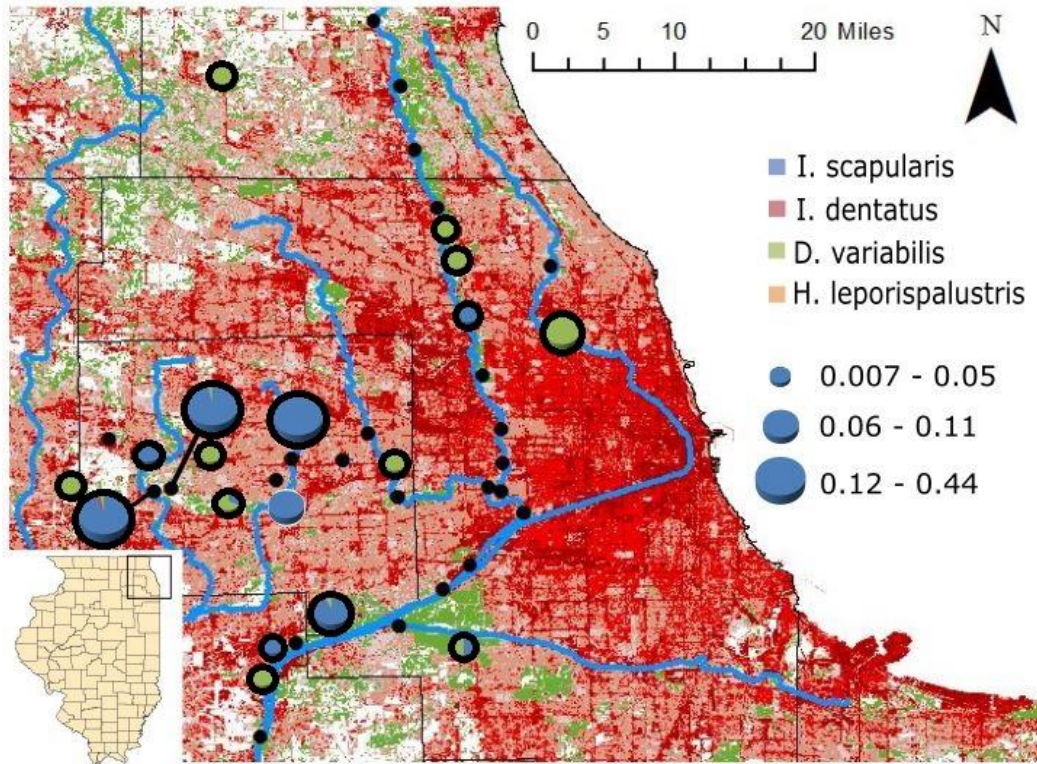 0 5 10 20 Miles
N
I. scapularis
I. dentatus
D. variabilis
H. leporispalustris
0.007 - 0.05
0.06 - 0.11
0.12 - 0.44